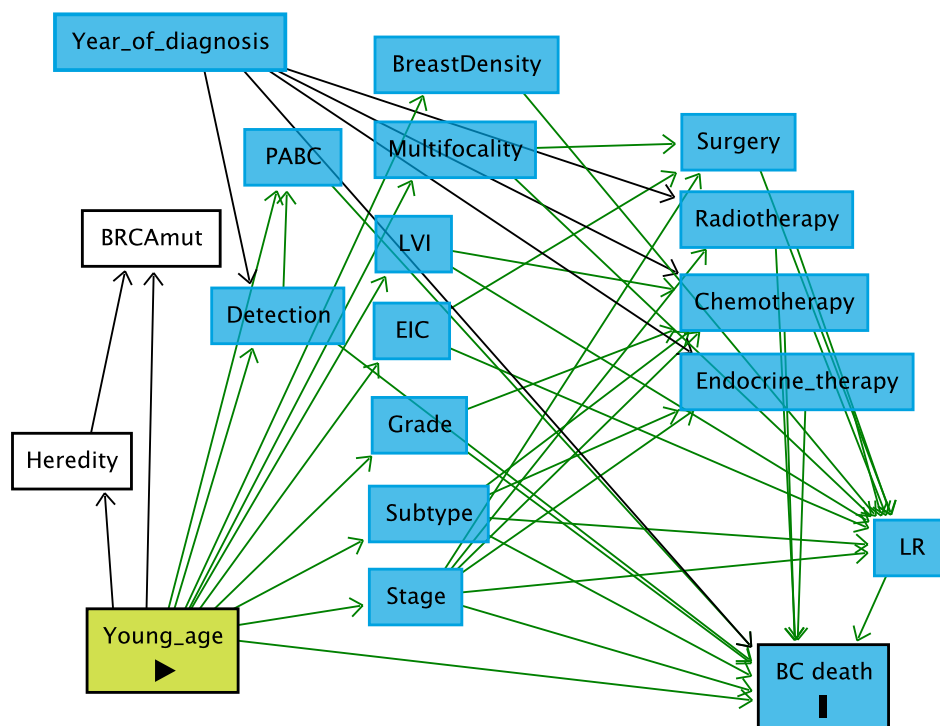 Year_of_diagnosis
BreastDensity
PABC
Multifocality
Surgery
BRCAmut
LVI
Radiotherapy
Detection
EIC
Chemotherapy
Endocrine_therapy
Heredity
Grade
Subtype
LR
Stage
Young_age
BC death